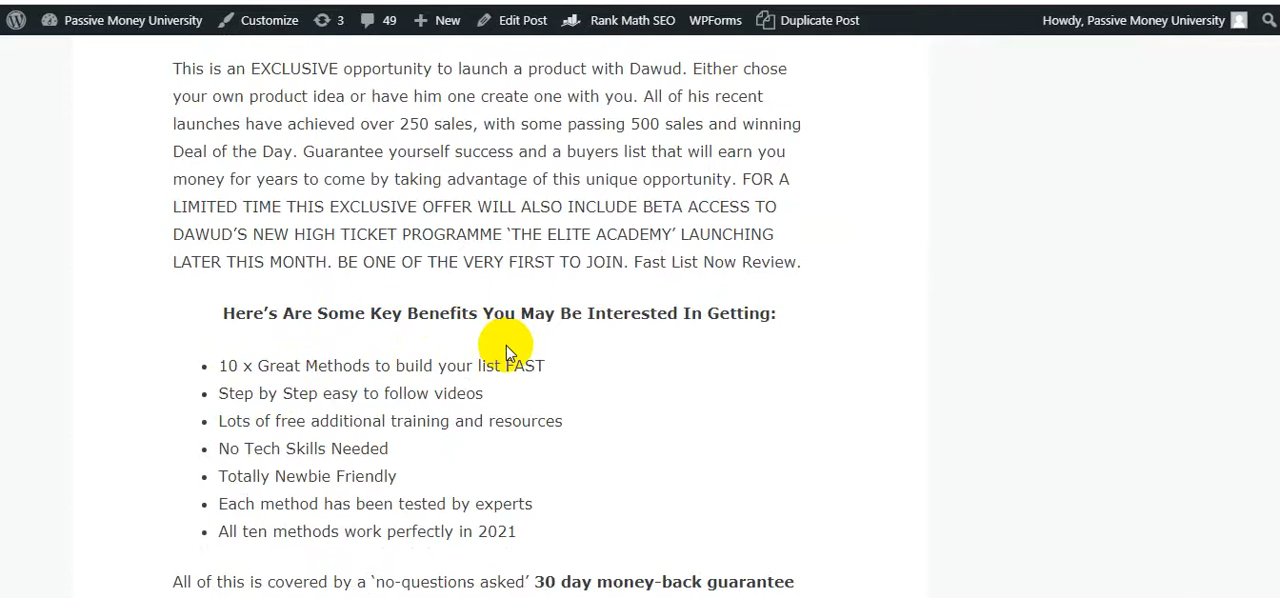 Passive Money University Customize 3 49 New Edit Post Rank Math SEO WPForms Duplicate Post Howdy, Passive Money University
This is an EXCLUSIVE opportunity to launch a product with Dawud. Either chose
your own product idea or have him one create one with you. All of his recent
launches have achieved over 250 sales, with some passing 500 sales and winning
Deal of the Day. Guarantee yourself success and a buyers list that will earn you
money for years to come by taking advantage of this unique opportunity. FOR A
LIMITED TIME THIS EXCLUSIVE OFFER WILL ALSO INCLUDE BETA ACCESS TO
DAWUD’S NEW HIGH TICKET PROGRAMME ‘THE ELITE ACADEMY’ LAUNCHING
LATER THIS MONTH. BE ONE OF THE VERY FIRST TO JOIN. Fast List Now Review.
Here’s Are Some Key Benefits You May Be Interested In Getting:
• 10 x Great Methods to build your list FAST
• Step by Step easy to follow videos
• Lots of free additional training and resources
• No Tech Skills Needed
• Totally Newbie Friendly
• Each method has been tested by experts
• All ten methods work perfectly in 2021
All of this is covered by a ‘no-questions asked’ 30 day money-back guarantee